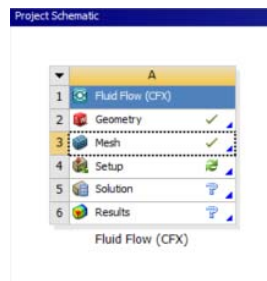 Project Schematic
A
1 Fluid Flow (CFX)
2 Geometry
3 Mesh
4 Setup
5 Solution
6 Results
Fluid Flow (CFX)